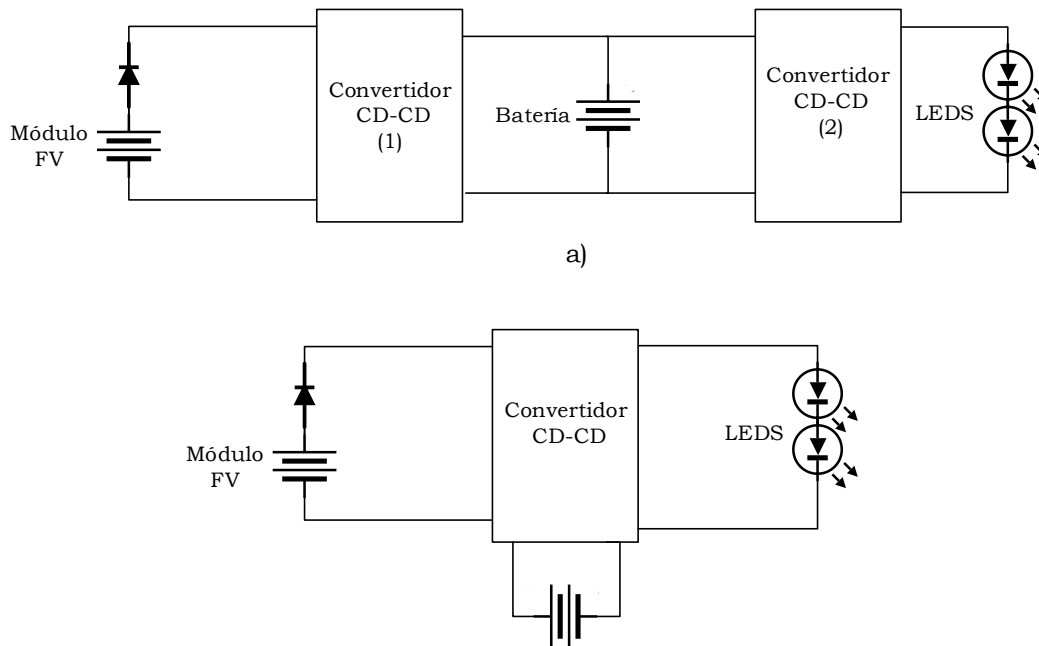 Convertidor
CD-CD
(1)
Módulo
FV
Batería
Convertidor
CD-CD
(2)
LEDS
a)
Convertidor
CD-CD
Módulo
FV
LEDS